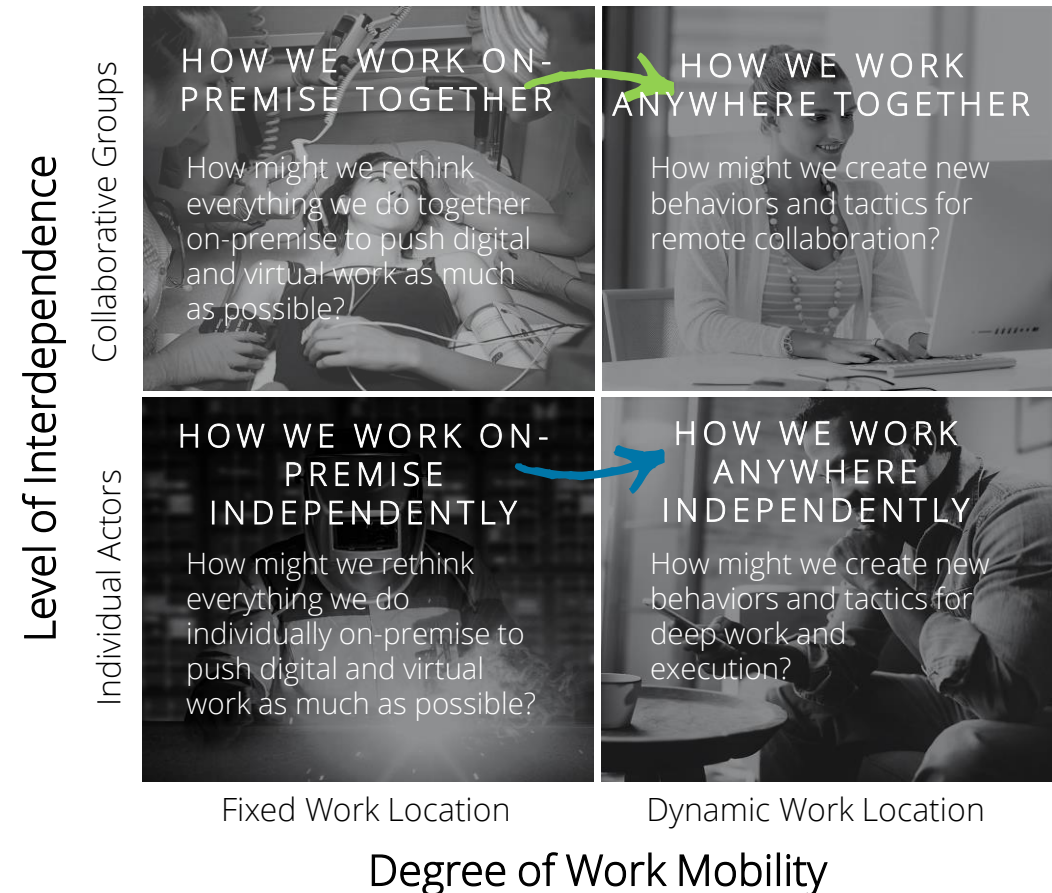 Level of Interdependence
Collaborative Groups
Individual Actors
HOW WE WORK ON-
PREMISE TOGETHER
How might we rethink
everything we do together
on-premise to push digital
and virtual work as much
as possible?
HOW WE WORK
ANYWHERE TOGETHER
How might we create new
behaviors and tactics for
remote collaboration?
HOW WE WORK ON-
PREMISE
INDEPENDENTLY
How might we rethink
everything we do
individually on-premise to
push digital and virtual
work as much as possible?
HOW WE WORK
ANYWHERE
INDEPENDENTLY
How might we create new
behaviors and tactics for
deep work and
execution?
Fixed Work Location
Dynamic Work Location
Degree of Work Mobility